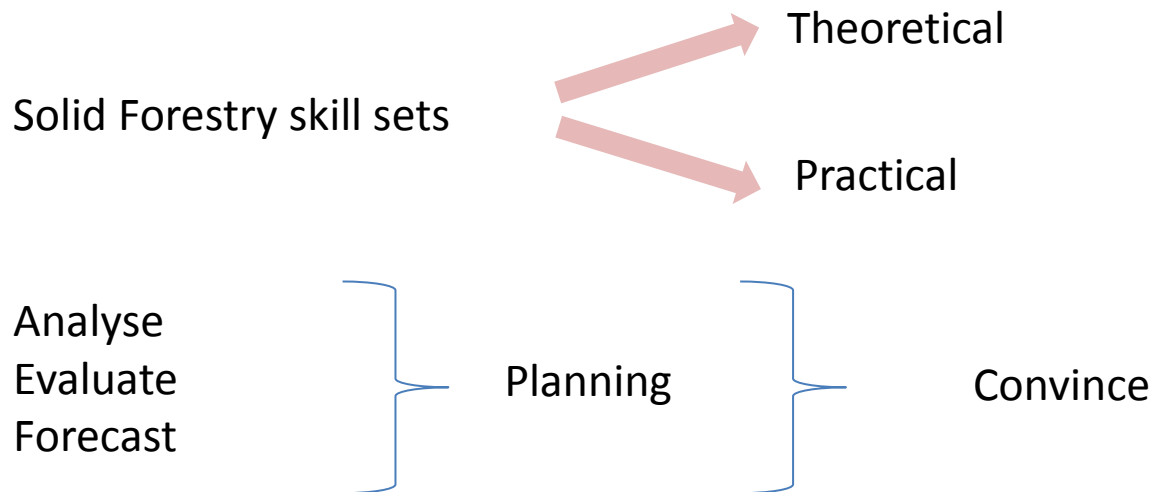 Theoretical
Solid Forestry skill sets
Practical
Analyse
Evaluate
Forecast
Planning
Convince